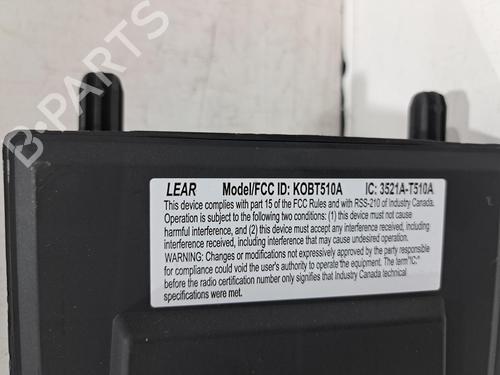 B-PARTS
LEAR Model/FCC ID: KOBT510A IC: 3521A-T510A
This device complies with part 15 of the FCC Rules and with RSS-210 of Industry Canada.
Operation is subject to the following two conditions: (1) this device must not cause
harmful interference, and (2) this device must accept any interference received, including
interference received, including interference that may cause undesired operation.
WARNING: Changes or modifications not expressively approved by the party responsible
for compliance could void the user's authority to operate the equipment. The term "IC:"
before the radio certification number only signifies that Industry Canada technical
specifications were met.